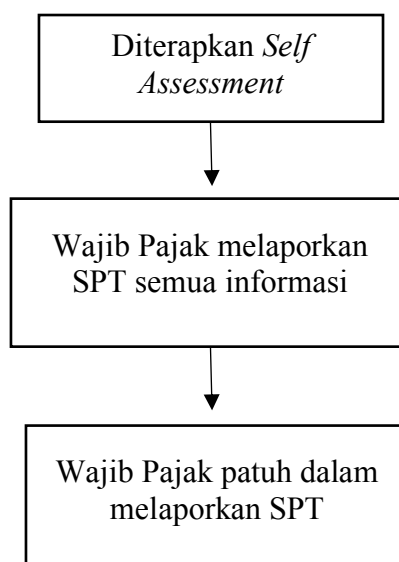 Diterapkan Self
Assessment
Wajib Pajak melaporkan
SPT semua informasi
Wajib Pajak patuh dalam
melaporkan SPT